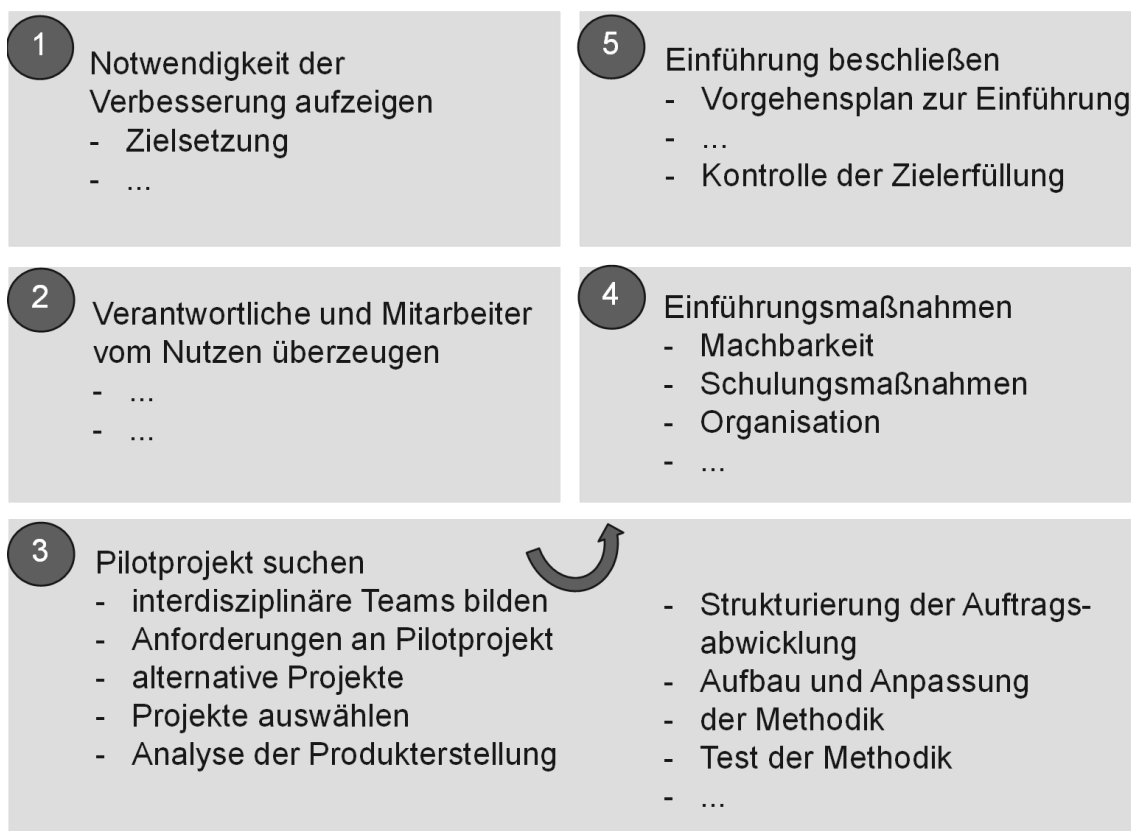 1
Notwendigkeit der
Verbesserung aufzeigen
- Zielsetzung
- ...
2
Verantwortliche und Mitarbeiter
vom Nutzen überzeugen
- ...
- ...
3
Pilotprojekt suchen
- interdisziplinäre Teams bilden
- Anforderungen an Pilotprojekt
- alternative Projekte
- Projekte auswählen
- Analyse der Produkterstellung
- Strukturierung der Auftrags-
abwicklung
- Aufbau und Anpassung
- der Methodik
- Test der Methodik
- ...
4
Einführungsmaßnahmen
- Machbarkeit
- Schulungsmaßnahmen
- Organisation
- ...
5
Einführung beschließen
- Vorgehensplan zur Einführung
- ...
- Kontrolle der Zielerfüllung